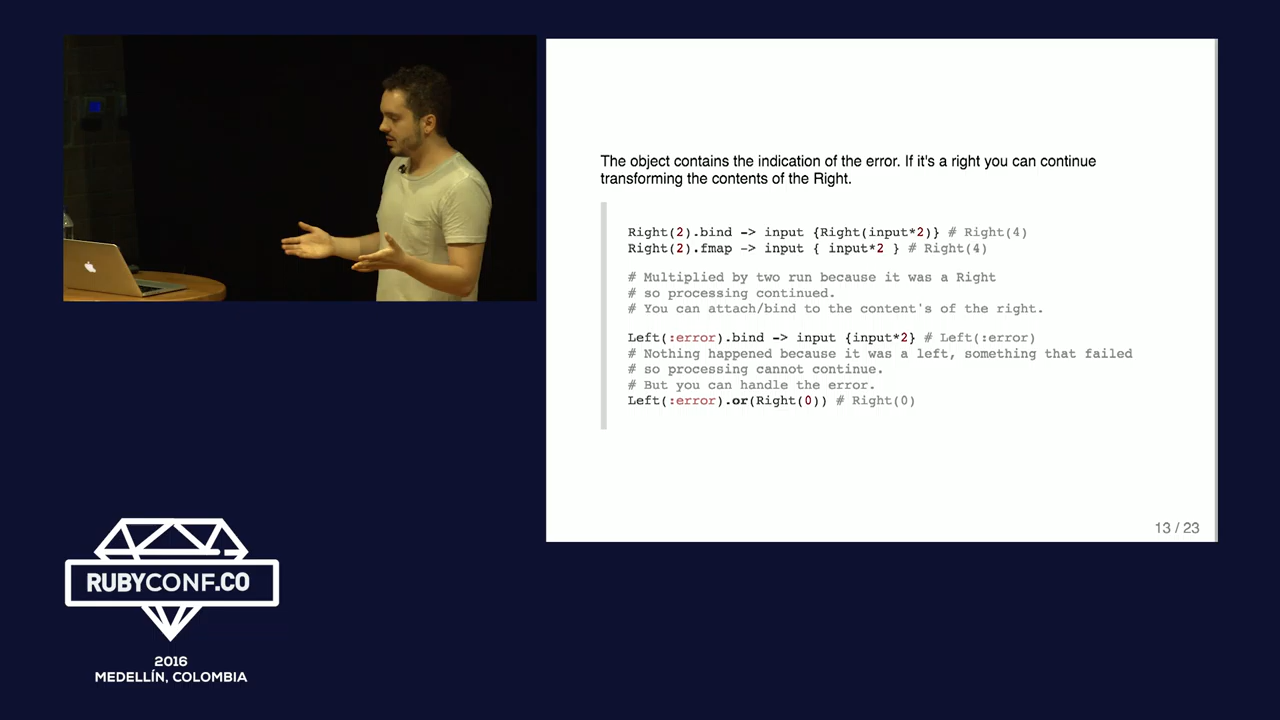 The object contains the indication of the error. If it's a right you can continue
transforming the contents of the Right.
Right(2).bind -> input {Right(input*2)} # Right(4)
Right(2).fmap -> input { input*2 } # Right(4)
# Multiplied by two run because it was a Right
# so processing continued.
# You can attach/bind to the content's of the right.
Left(:error).bind -> input {input*2} # Left(:error)
# Nothing happened because it was a left, something that failed
# so processing cannot continue.
# But you can handle the error.
Left(:error).or(Right(0)) # Right(0)
13 / 23
RUBYCONF.CO
2016
MEDELLÍN, COLOMBIA